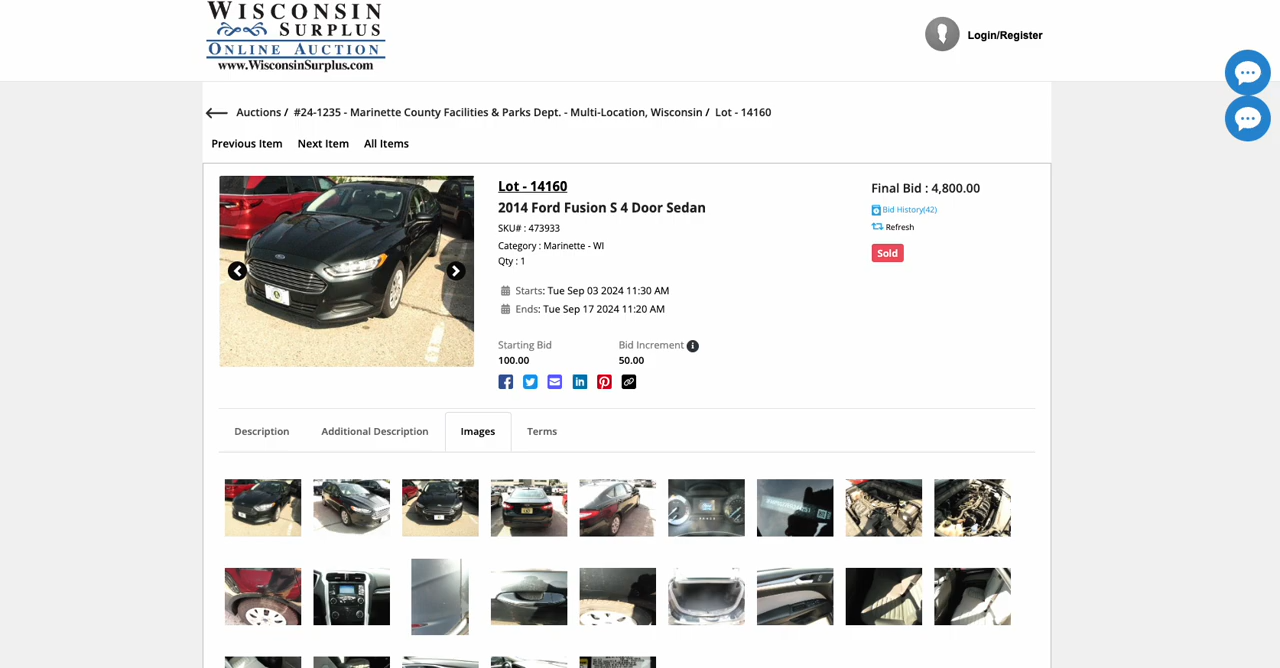 WISCONSIN
SURPLUS
ONLINE AUCTION
www.WisconsinSurplus.com
Login/Register
Auctions / #24-1235 - Marinette County Facilities & Parks Dept. - Multi-Location, Wisconsin / Lot - 14160
Previous Item Next Item All Items
Lot - 14160
2014 Ford Fusion S 4 Door Sedan
SKU# : 473933
Category : Marinette - WI
Qty : 1
Starts: Tue Sep 03 2024 11:30 AM
Ends: Tue Sep 17 2024 11:20 AM
Starting Bid Bid Increment
100.00 50.00
Final Bid : 4,800.00
Bid History(42)
Refresh
Sold
Description Additional Description Images Terms